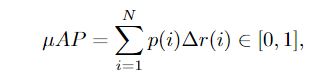 μAP = \sum_{i=1}^{N} p(i)Δr(i) ∈ [0, 1],